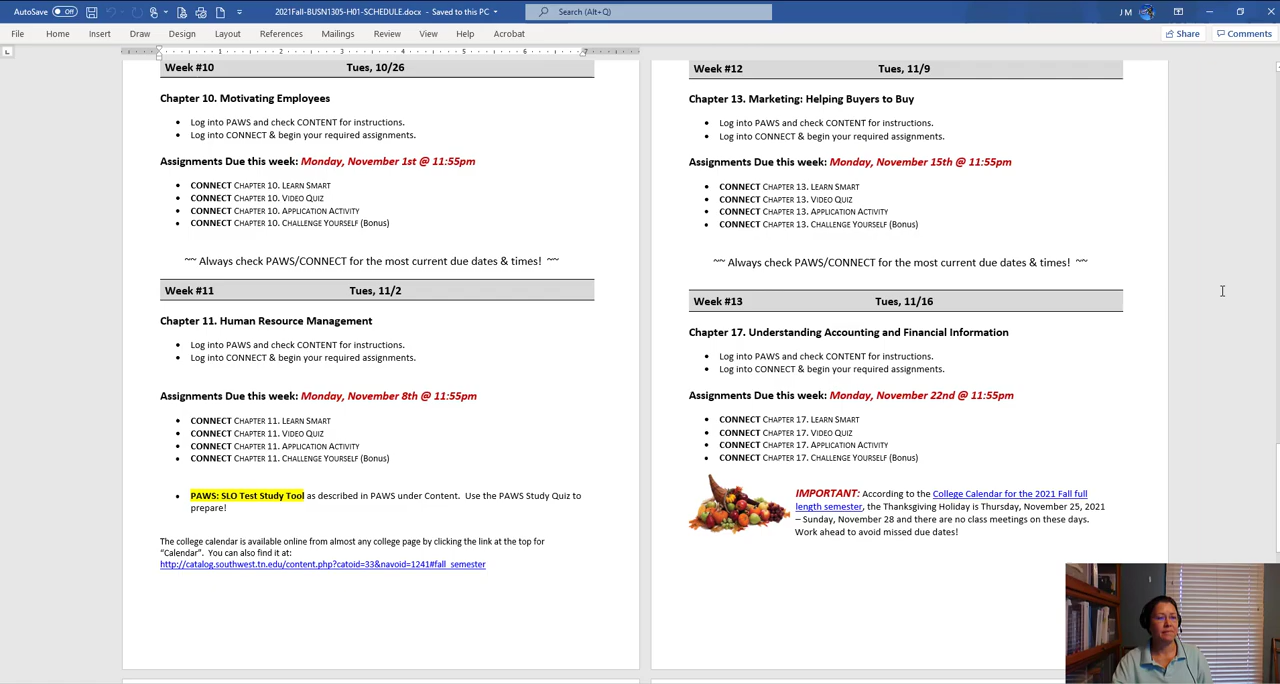 AutoSave Off 2021Fall-BUSN1305-H01-SCHEDULE.docx - Saved to this PC Search (Alt+Q) J M
File Home Insert Draw Design Layout References Mailings Review View Help Acrobat Share Comments
1 2 3 4 5 6 7
Week #10 Tues, 10/26
Chapter 10. Motivating Employees
• Log into PAWS and check CONTENT for instructions.
• Log into CONNECT & begin your required assignments.
Assignments Due this week: Monday, November 1st @ 11:55pm
• CONNECT CHAPTER 10. LEARN SMART
• CONNECT CHAPTER 10. VIDEO QUIZ
• CONNECT CHAPTER 10. APPLICATION ACTIVITY
• CONNECT CHAPTER 10. CHALLENGE YOURSELF (Bonus)
~~ Always check PAWS/CONNECT for the most current due dates & times! ~~
Week #11 Tues, 11/2
Chapter 11. Human Resource Management
• Log into PAWS and check CONTENT for instructions.
• Log into CONNECT & begin your required assignments.
Assignments Due this week: Monday, November 8th @ 11:55pm
• CONNECT CHAPTER 11. LEARN SMART
• CONNECT CHAPTER 11. VIDEO QUIZ
• CONNECT CHAPTER 11. APPLICATION ACTIVITY
• CONNECT CHAPTER 11. CHALLENGE YOURSELF (Bonus)
• PAWS: SLO Test Study Tool as described in PAWS under Content. Use the PAWS Study Quiz to
prepare!
The college calendar is available online from almost any college page by clicking the link at the top for
“Calendar”. You can also find it at:
http://catalog.southwest.tn.edu/content.php?catoid=33&navoid=1241#fall_semester
Week #12 Tues, 11/9
Chapter 13. Marketing: Helping Buyers to Buy
• Log into PAWS and check CONTENT for instructions.
• Log into CONNECT & begin your required assignments.
Assignments Due this week: Monday, November 15th @ 11:55pm
• CONNECT CHAPTER 13. LEARN SMART
• CONNECT CHAPTER 13. VIDEO QUIZ
• CONNECT CHAPTER 13. APPLICATION ACTIVITY
• CONNECT CHAPTER 13. CHALLENGE YOURSELF (Bonus)
~~ Always check PAWS/CONNECT for the most current due dates & times! ~~
Week #13 Tues, 11/16
Chapter 17. Understanding Accounting and Financial Information
• Log into PAWS and check CONTENT for instructions.
• Log into CONNECT & begin your required assignments.
Assignments Due this week: Monday, November 22nd @ 11:55pm
• CONNECT CHAPTER 17. LEARN SMART
• CONNECT CHAPTER 17. VIDEO QUIZ
• CONNECT CHAPTER 17. APPLICATION ACTIVITY
• CONNECT CHAPTER 17. CHALLENGE YOURSELF (Bonus)
IMPORTANT: According to the College Calendar for the 2021 Fall full
length semester, the Thanksgiving Holiday is Thursday, November 25, 2021
– Sunday, November 28 and there are no class meetings on these days.
Work ahead to avoid missed due dates!